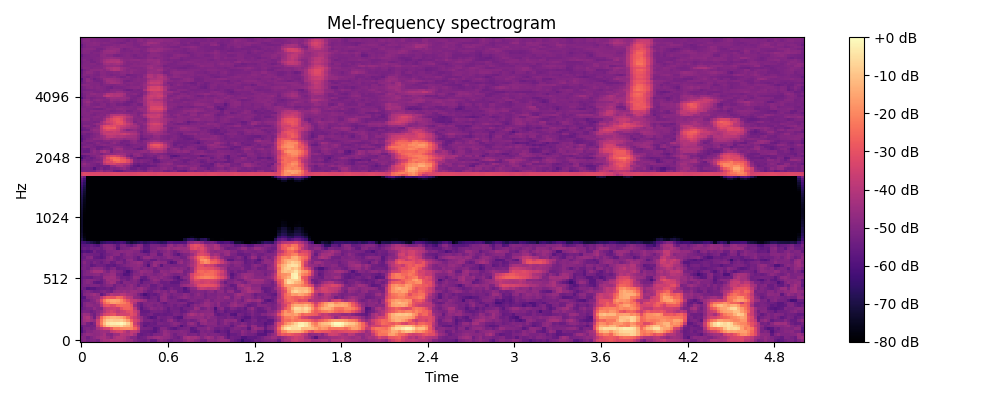 Mel-frequency spectrogram
+0 dB
4096
-10 dB
-20 dB
2048
-30 dB
Hz
-40 dB
1024
-50 dB
512
-60 dB
-70 dB
0
-80 dB
0 0.6 1.2 1.8 2.4 3 3.6 4.2 4.8
Time